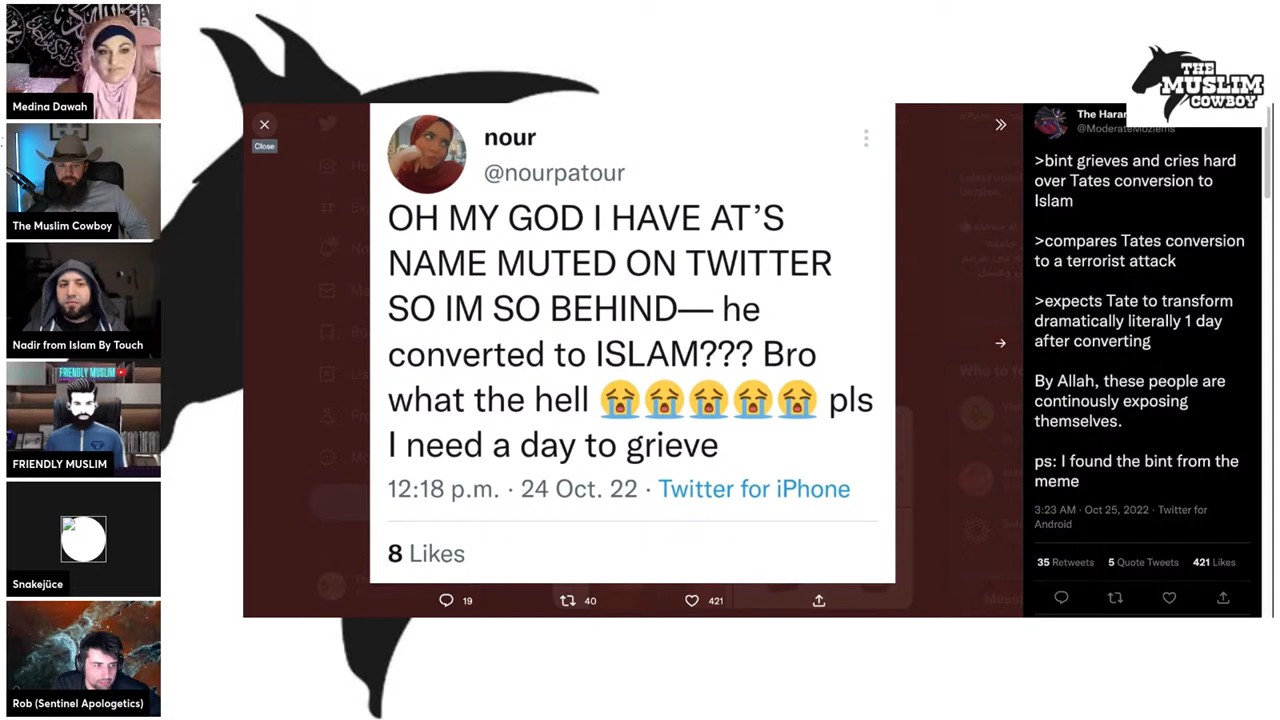 Medina Dawah
The Muslim Cowboy
Nadir from Islam By Touch
FRIENDLY MUSLIM
FRIENDLY MUSLIM
Snakejüce
Rob (Sentinel Apologetics)
Close
nour
@nourpatour
OH MY GOD I HAVE AT’S
NAME MUTED ON TWITTER
SO IM SO BEHIND— he
converted to ISLAM??? Bro
what the hell 😭😭😭😭😭 pls
I need a day to grieve
12:18 p.m. · 24 Oct. 22 · Twitter for iPhone
8 Likes
19 40 421
THE
MUSLIM
COWBOY
The Haram
@ModerateMozlems
>bint grieves and cries hard
over Tates conversion to
Islam
>compares Tates conversion
to a terrorist attack
>expects Tate to transform
dramatically literally 1 day
after converting
By Allah, these people are
continously exposing
themselves.
ps: I found the bint from the
meme
3:23 AM · Oct 25, 2022 · Twitter for
Android
35 Retweets 5 Quote Tweets 421 Likes